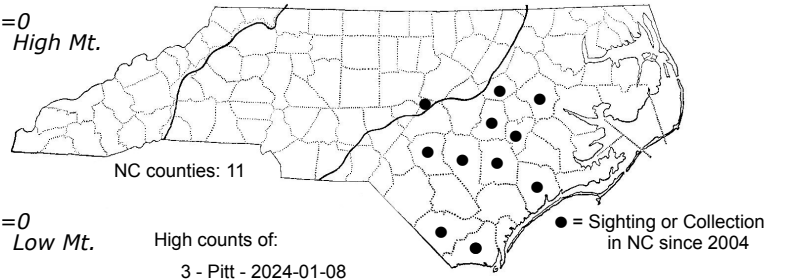 =0
High Mt.
NC counties: 11
=0
Low Mt.
High counts of:
3 - Pitt - 2024-01-08
● = Sighting or Collection
in NC since 2004